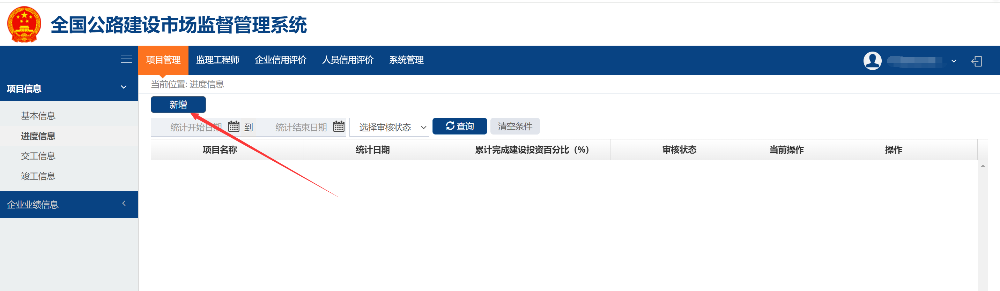 全国公路建设市场监督管理系统
项目管理 监理工程师 企业信用评价 人员信用评价 系统管理
项目信息
基本信息
进度信息
交工信息
竣工信息
企业业绩信息
当前位置: 进度信息
新增
统计开始日期 到 统计结束日期 选择审核状态 查询 清空条件
项目名称 统计日期 累计完成建设投资百分比（%） 审核状态 当前操作 操作